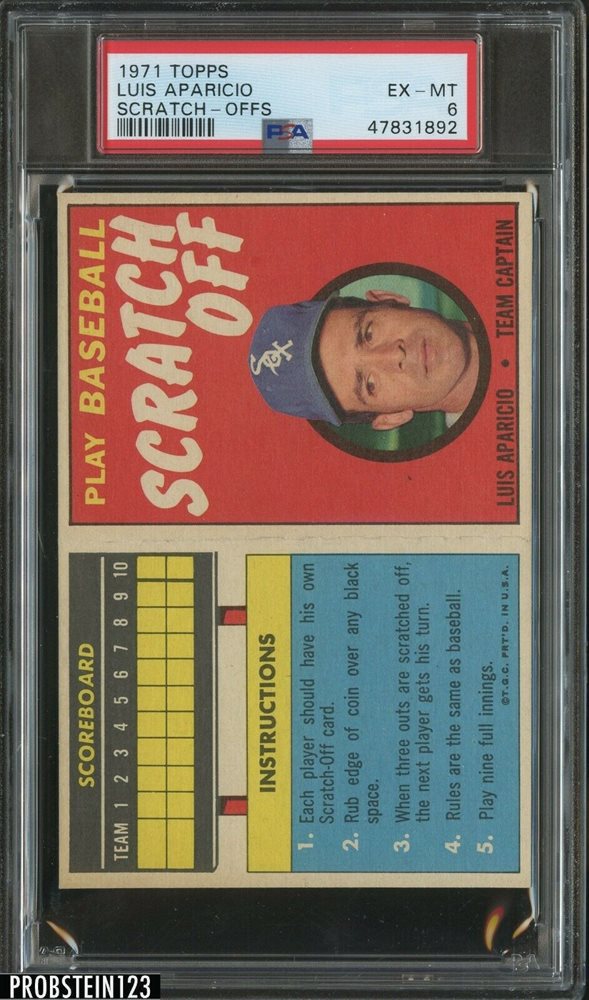 1971 TOPPS
LUIS APARICIO
SCRATCH-OFFS
EX-MT
6
47831892
PSA
PLAY BASEBALL
SCRATCH
OFF
SOX
LUIS APARICIO • TEAM CAPTAIN
SCOREBOARD
TEAM 1 2 3 4 5 6 7 8 9 10
INSTRUCTIONS
1. Each player should have his own
Scratch-Off card.
2. Rub edge of coin over any black
space.
3. When three outs are scratched off,
the next player gets his turn.
4. Rules are the same as baseball.
5. Play nine full innings.
©T.G.C. PRT'D. IN U.S.A.
PROBSTEIN123